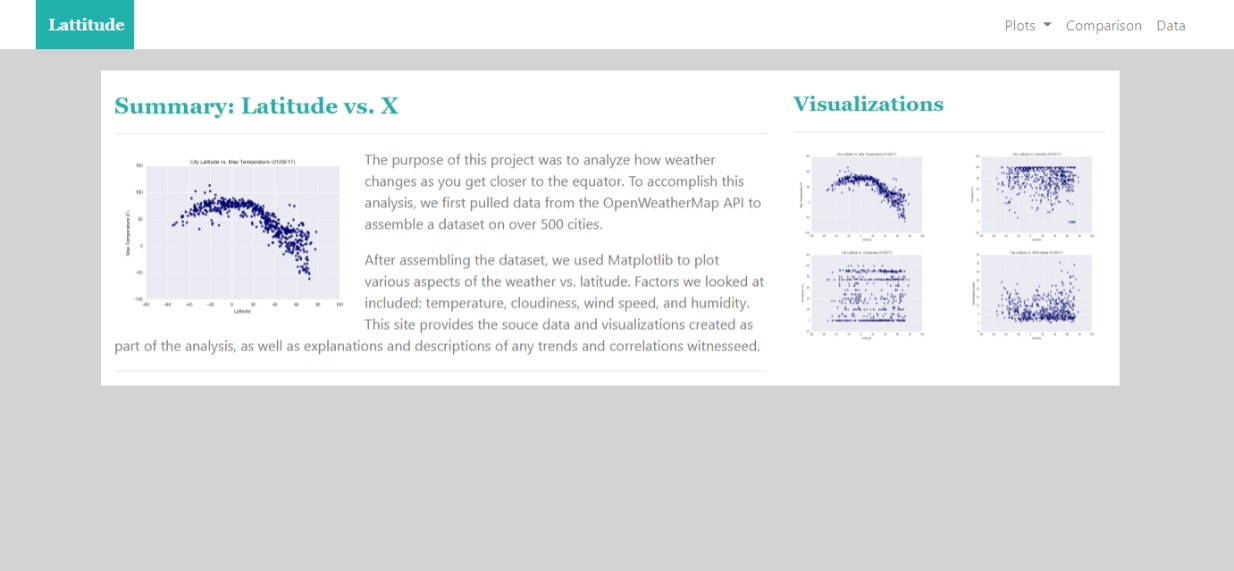 Lattitude
Plots
Comparison
Data
Summary: Latitude vs. X
City Latitude vs. Max Temperature (01/09/17)
Max Temperature (F)
Latitude
The purpose of this project was to analyze how weather
changes as you get closer to the equator. To accomplish this
analysis, we first pulled data from the OpenWeatherMap API to
assemble a dataset on over 500 cities.
After assembling the dataset, we used Matplotlib to plot
various aspects of the weather vs. latitude. Factors we looked at
included: temperature, cloudiness, wind speed, and humidity.
This site provides the souce data and visualizations created as
part of the analysis, as well as explanations and descriptions of any trends and correlations witnesseed.
Visualizations